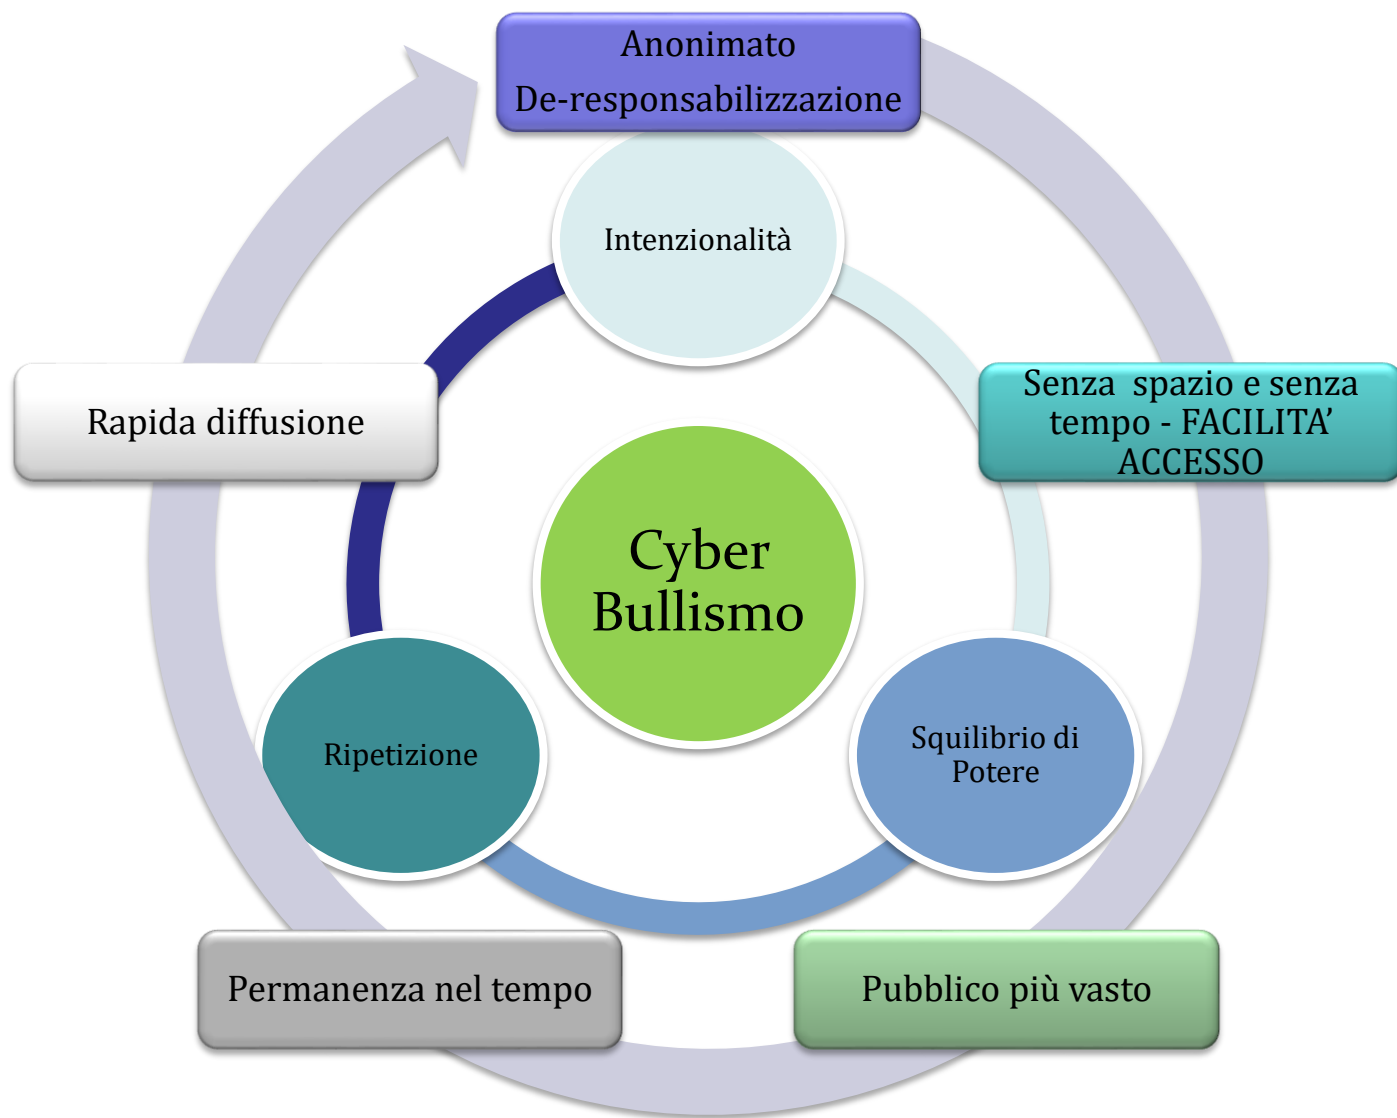 Anonimato
De-responsabilizzazione
Intenzionalità
Rapida diffusione
Senza  spazio e senza
tempo - FACILITA’
ACCESSO
Cyber
Bullismo
Ripetizione
Squilibrio di
Potere
Permanenza nel tempo
Pubblico più vasto